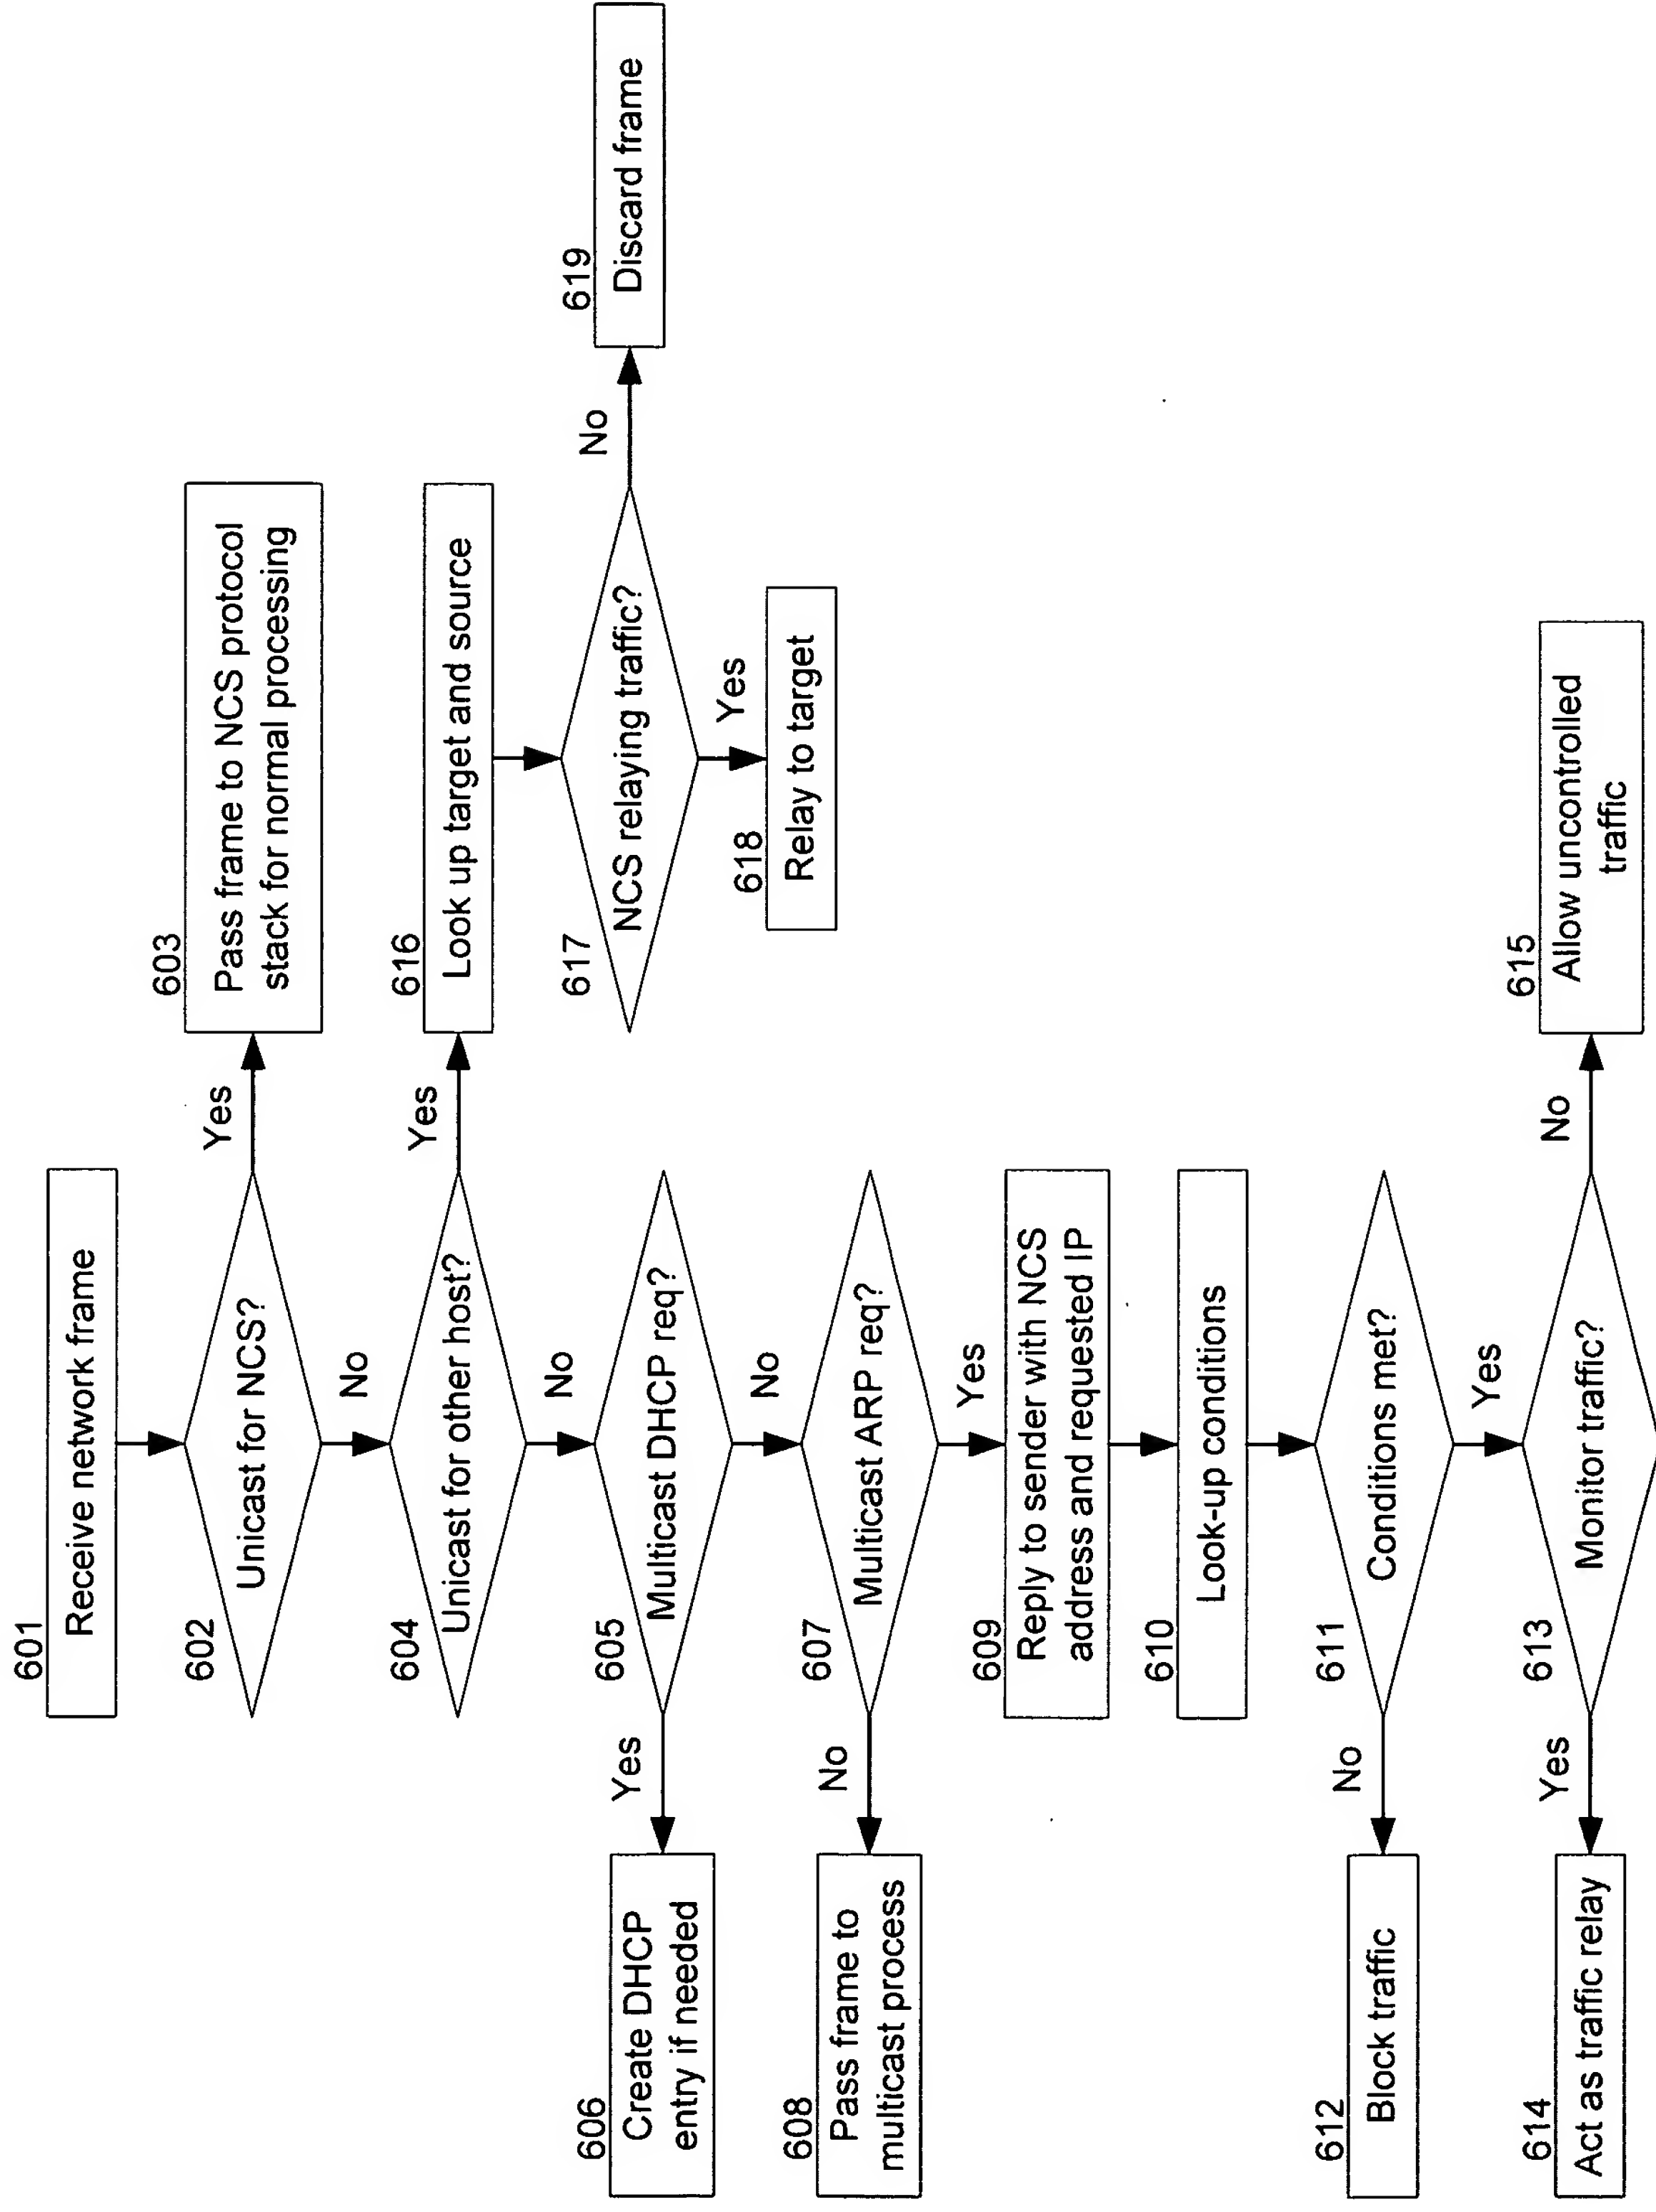 601
Receive network frame
602
Unicast for NCS?
Yes
603
Pass frame to NCS protocol
stack for normal processing
No
604
Unicast for other host?
Yes
616
Look up target and source
617
NCS relaying traffic?
No
619
Discard frame
Yes
618
Relay to target
No
605
Multicast DHCP req?
Yes
606
Create DHCP
entry if needed
No
607
Multicast ARP req?
No
608
Pass frame to
multicast process
Yes
609
Reply to sender with NCS
address and requested IP
610
Look-up conditions
611
Conditions met?
No
612
Block traffic
Yes
613
Monitor traffic?
Yes
614
Act as traffic relay
No
615
Allow uncontrolled
traffic